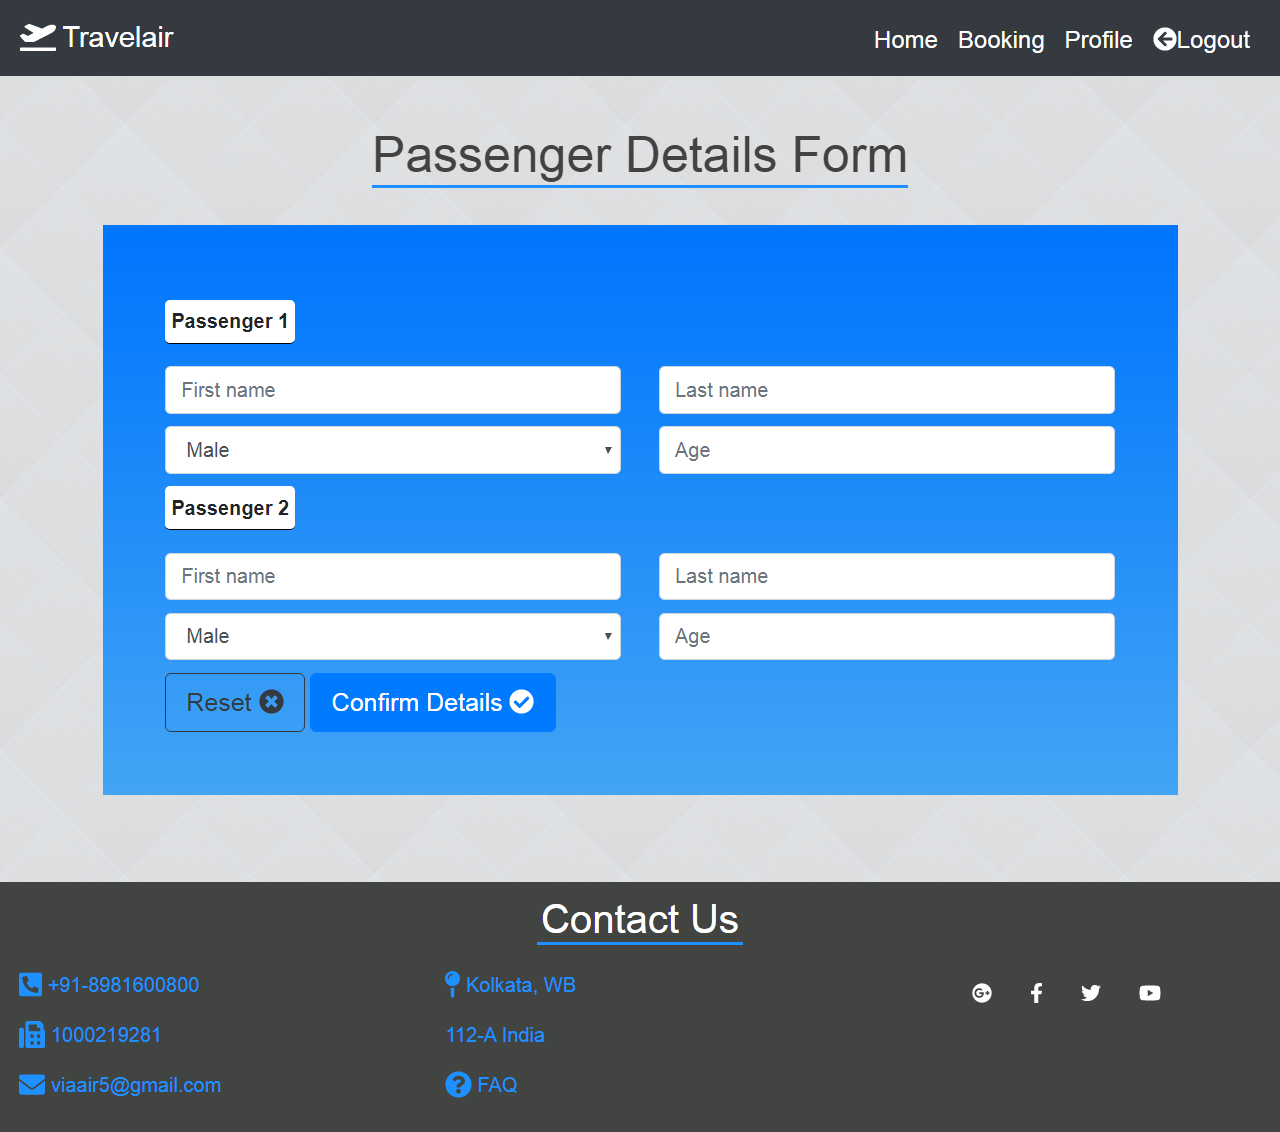 Travelair
Home Booking Profile Logout
Passenger Details Form
Passenger 1
First name Last name
Male Age
Passenger 2
First name Last name
Male Age
Reset Confirm Details
Contact Us
+91-8981600800 Kolkata, WB
1000219281 112-A India
viaair5@gmail.com FAQ